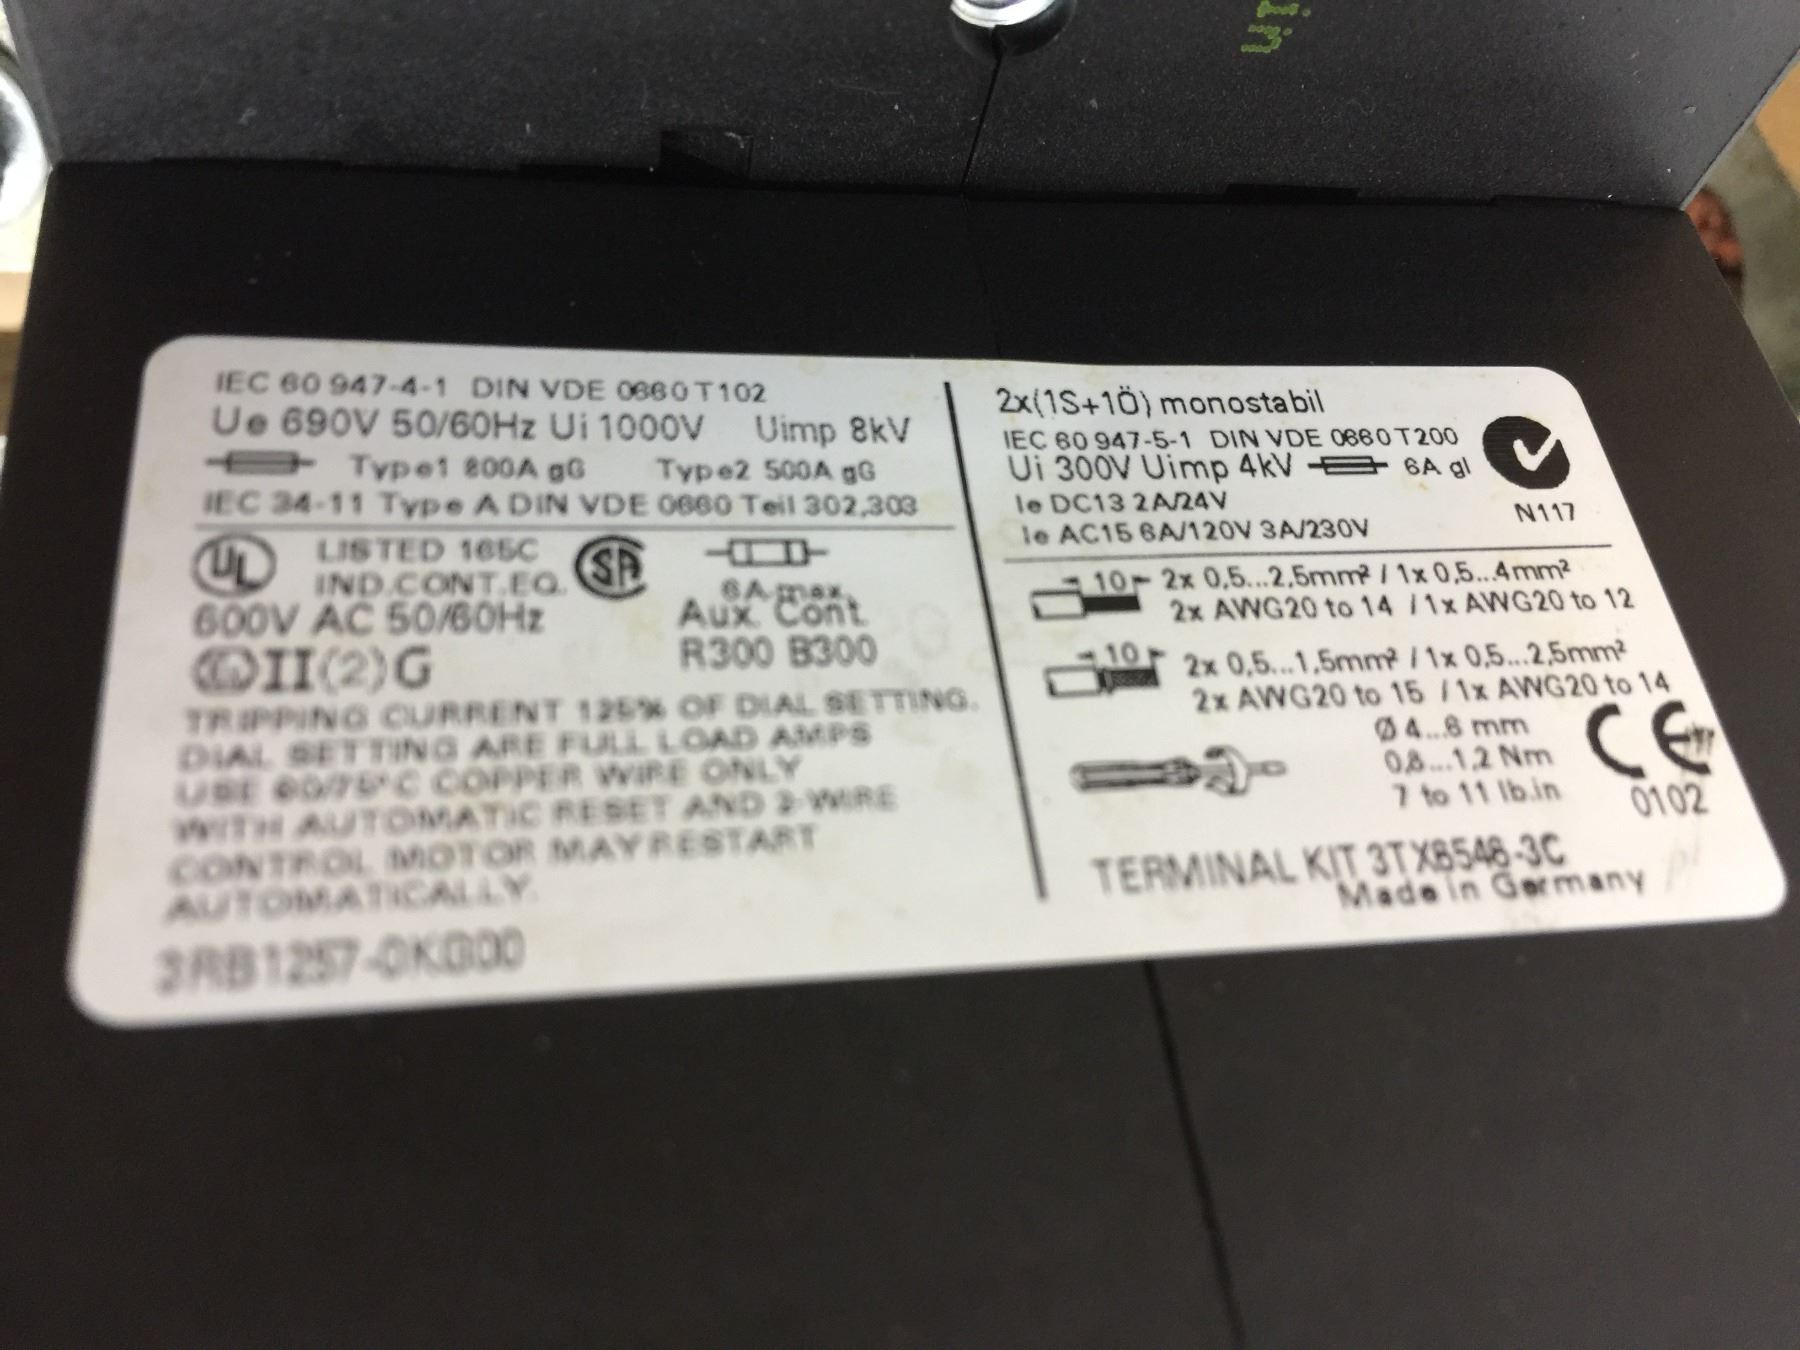 IEC 60 947-4-1 DIN VDE 0660 T102
Ue 690V 50/60Hz Ui 1000V Uimp 8kV
Type1 800A gG Type2 500A gG
IEC 34-11 Type A DIN VDE 0660 Teil 302,303
UL LISTED 165C
IND.CONT.EQ.
600V AC 50/60Hz
SA
6A max.
Aux. Cont.
R300 B300
II(2)G
TRIPPING CURRENT 125% OF DIAL SETTING.
DIAL SETTING ARE FULL LOAD AMPS
USE 60/75°C COPPER WIRE ONLY
WITH AUTOMATIC RESET AND 2-WIRE
CONTROL MOTOR MAY RESTART
AUTOMATICALLY.
3RB1257-0KG00
2x(1S+1Ö) monostabil
IEC 60 947-5-1 DIN VDE 0660 T200
Ui 300V Uimp 4kV 6A gl
Ie DC13 2A/24V
Ie AC15 6A/120V 3A/230V
N117
10 2x 0,5...2,5mm² / 1x 0,5...4mm²
2x AWG20 to 14 / 1x AWG20 to 12
10 2x 0,5...1,5mm² / 1x 0,5...2,5mm²
2x AWG20 to 15 / 1x AWG20 to 14
Ø 4...6 mm
0,8...1,2 Nm
7 to 11 lb.in
CE
0102
TERMINAL KIT 3TX6546-3C
Made in Germany